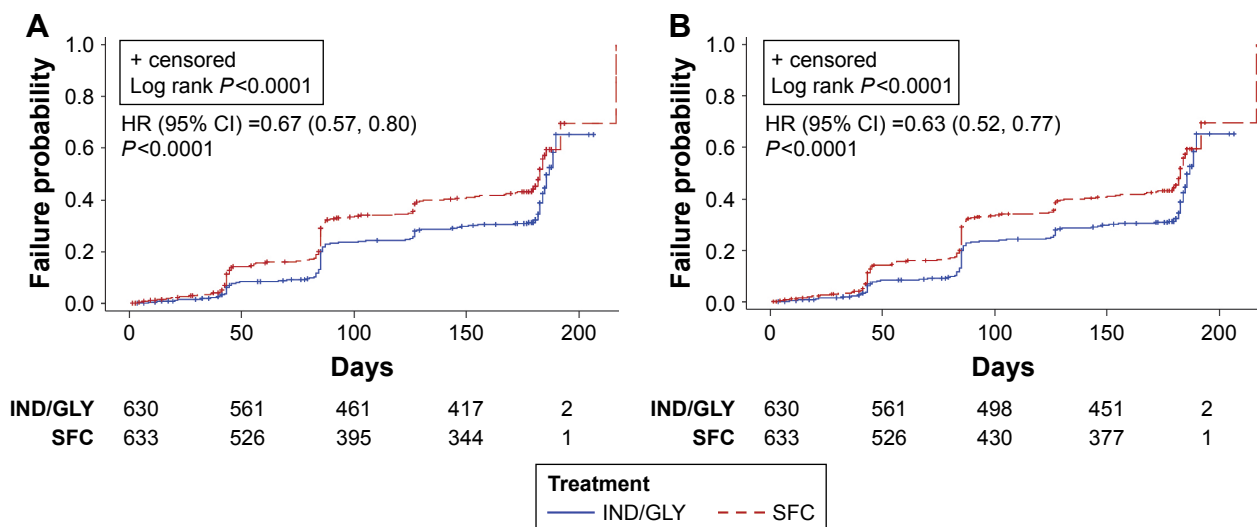 A
Failure probability
1.0
0.8
0.6
0.4
0.2
0.0
+ censored
Log rank P<0.0001
HR (95% CI) =0.67 (0.57, 0.80)
P<0.0001
0 50 100 150 200
Days
IND/GLY 630 561 461 417 2
SFC 633 526 395 344 1
B
Failure probability
1.0
0.8
0.6
0.4
0.2
0.0
+ censored
Log rank P<0.0001
HR (95% CI) =0.63 (0.52, 0.77)
P<0.0001
0 50 100 150 200
Days
IND/GLY 630 561 498 451 2
SFC 633 526 430 377 1
Treatment
IND/GLY SFC